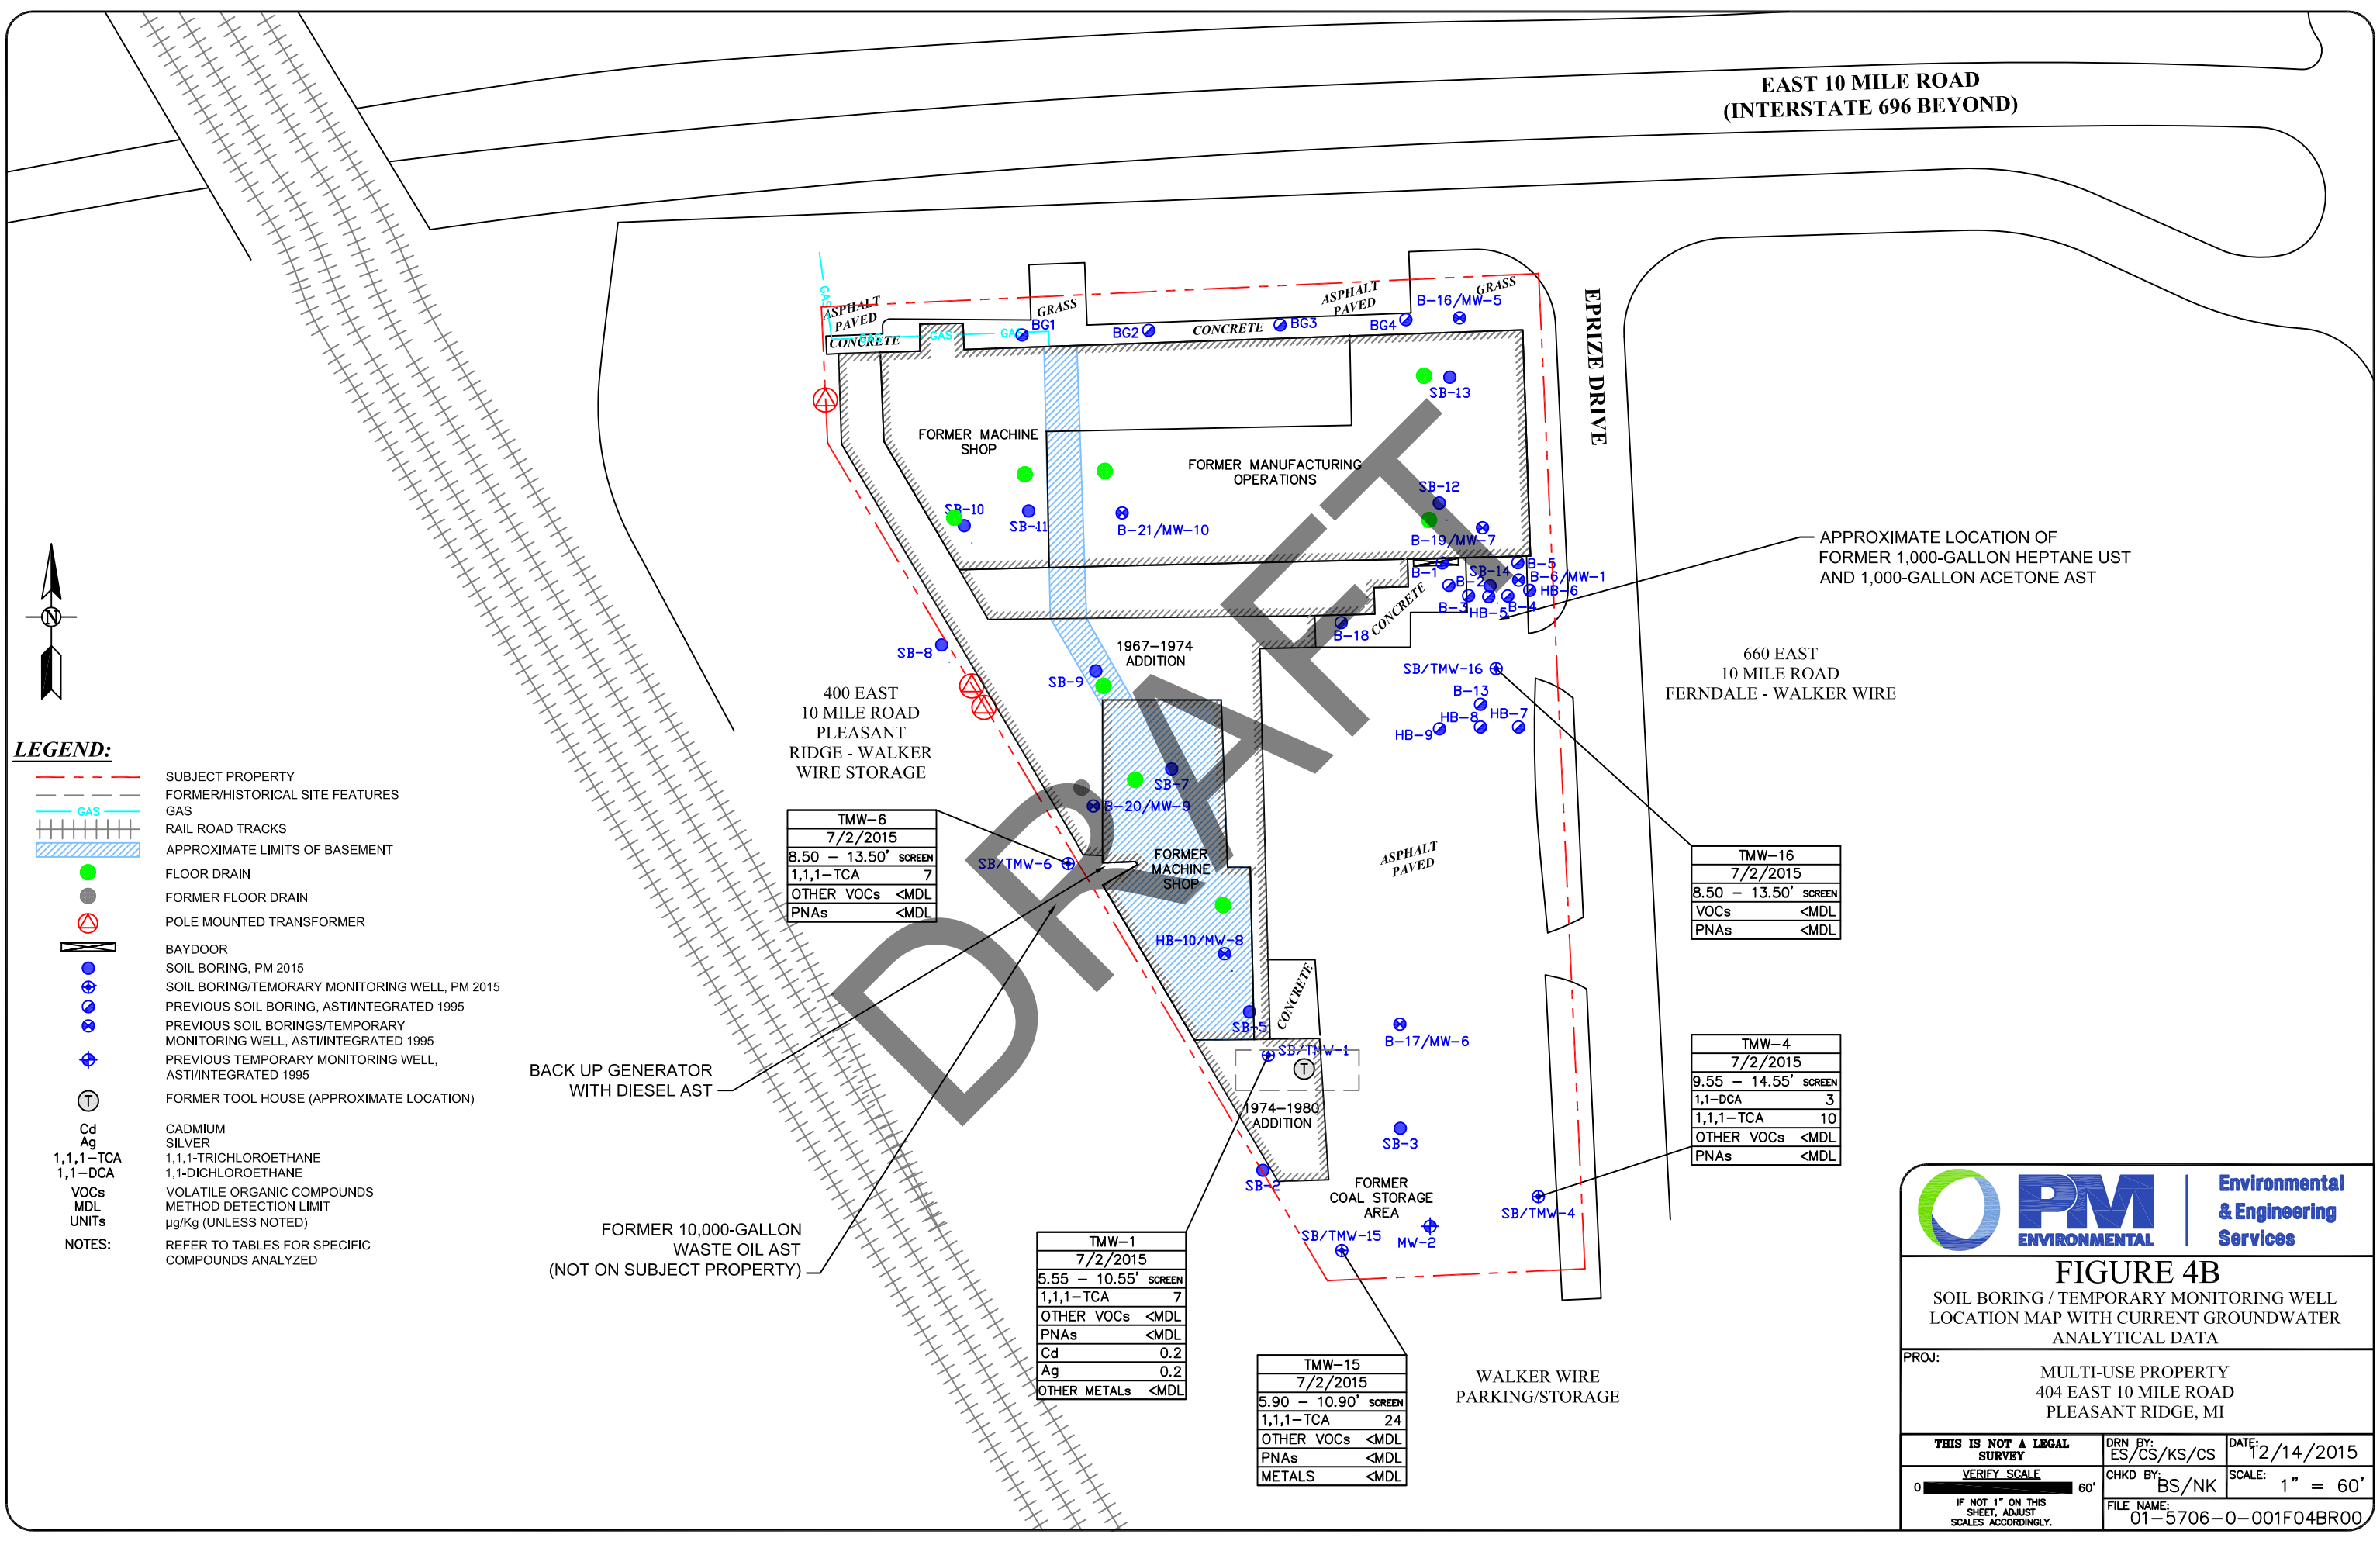 EAST 10 MILE ROAD
(INTERSTATE 696 BEYOND)
EPRIZE DRIVE
GAS
ASPHALT
PAVED
CONCRETE
GAS
GAS
GAS
GRASS
BG1
BG2
CONCRETE
BG3
ASPHALT
PAVED
BG4
B-16/MW-5
GRASS
SB-13
FORMER MACHINE
SHOP
FORMER MANUFACTURING
OPERATIONS
SB-10
SB-11
B-21/MW-10
SB-12
B-19/MW-7
B-1
SB-14
B-5
B-6/MW-1
B-2
HB-6
B-3
HB-5
B-4
CONCRETE
B-18
APPROXIMATE LOCATION OF
FORMER 1,000-GALLON HEPTANE UST
AND 1,000-GALLON ACETONE AST
SB-8
1967-1974
ADDITION
SB-9
SB/TMW-16
B-13
HB-8
HB-7
HB-9
660 EAST
10 MILE ROAD
FERNDALE - WALKER WIRE
400 EAST
10 MILE ROAD
PLEASANT
RIDGE - WALKER
WIRE STORAGE
SB-7
B-20/MW-9
SB/TMW-6
FORMER
MACHINE
SHOP
ASPHALT
PAVED
HB-10/MW-8
CONCRETE
SB-5
B-17/MW-6
SB/TMW-1
T
1974-1980
ADDITION
SB-3
SB-2
FORMER
COAL STORAGE
AREA
SB/TMW-15
MW-2
SB/TMW-4
DRAFT
BACK UP GENERATOR
WITH DIESEL AST
FORMER 10,000-GALLON
WASTE OIL AST
(NOT ON SUBJECT PROPERTY)
WALKER WIRE
PARKING/STORAGE
TMW-6
7/2/2015
8.50 - 13.50' SCREEN
1,1,1-TCA 7
OTHER VOCs <MDL
PNAs <MDL
TMW-16
7/2/2015
8.50 - 13.50' SCREEN
VOCs <MDL
PNAs <MDL
TMW-4
7/2/2015
9.55 - 14.55' SCREEN
1,1-DCA 3
1,1,1-TCA 10
OTHER VOCs <MDL
PNAs <MDL
TMW-1
7/2/2015
5.55 - 10.55' SCREEN
1,1,1-TCA 7
OTHER VOCs <MDL
PNAs <MDL
Cd 0.2
Ag 0.2
OTHER METALs <MDL
TMW-15
7/2/2015
5.90 - 10.90' SCREEN
1,1,1-TCA 24
OTHER VOCs <MDL
PNAs <MDL
METALS <MDL
N
LEGEND:
SUBJECT PROPERTY
FORMER/HISTORICAL SITE FEATURES
GAS GAS
RAIL ROAD TRACKS
APPROXIMATE LIMITS OF BASEMENT
FLOOR DRAIN
FORMER FLOOR DRAIN
POLE MOUNTED TRANSFORMER
BAYDOOR
SOIL BORING, PM 2015
SOIL BORING/TEMORARY MONITORING WELL, PM 2015
PREVIOUS SOIL BORING, ASTI/INTEGRATED 1995
PREVIOUS SOIL BORINGS/TEMPORARY
MONITORING WELL, ASTI/INTEGRATED 1995
PREVIOUS TEMPORARY MONITORING WELL,
ASTI/INTEGRATED 1995
T FORMER TOOL HOUSE (APPROXIMATE LOCATION)
Cd CADMIUM
Ag SILVER
1,1,1-TCA 1,1,1-TRICHLOROETHANE
1,1-DCA 1,1-DICHLOROETHANE
VOCs VOLATILE ORGANIC COMPOUNDS
MDL METHOD DETECTION LIMIT
UNITs µg/Kg (UNLESS NOTED)
NOTES: REFER TO TABLES FOR SPECIFIC
COMPOUNDS ANALYZED
PM
ENVIRONMENTAL
Environmental
& Engineering
Services
FIGURE 4B
SOIL BORING / TEMPORARY MONITORING WELL
LOCATION MAP WITH CURRENT GROUNDWATER
ANALYTICAL DATA
PROJ:
MULTI-USE PROPERTY
404 EAST 10 MILE ROAD
PLEASANT RIDGE, MI
THIS IS NOT A LEGAL
SURVEY
DRN BY:
ES/CS/KS/CS
DATE:
12/14/2015
VERIFY SCALE
0 60'
IF NOT 1" ON THIS
SHEET, ADJUST
SCALES ACCORDINGLY.
CHKD BY:
BS/NK
SCALE:
1" = 60'
FILE NAME:
01-5706-0-001F04BR00